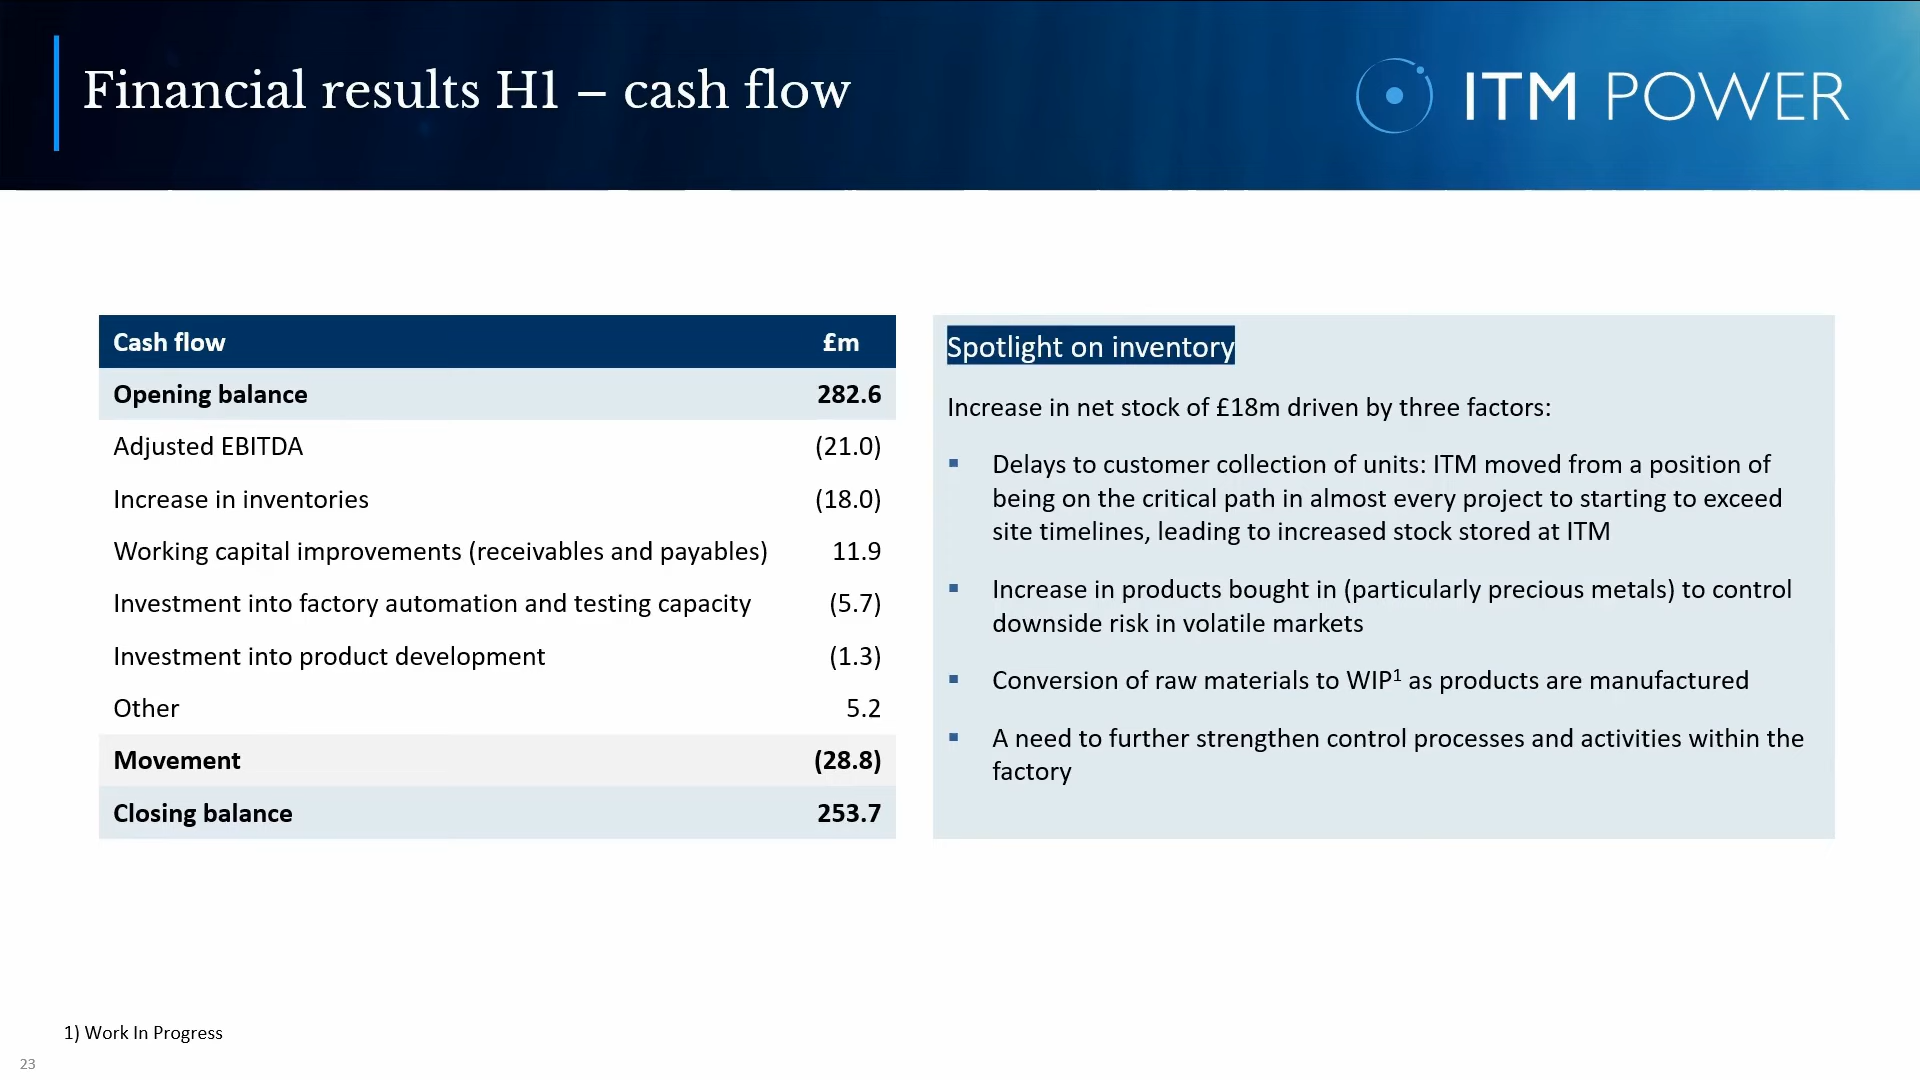 Financial results H1 – cash flow
ITM POWER
Cash flow £m
Opening balance 282.6
Adjusted EBITDA (21.0)
Increase in inventories (18.0)
Working capital improvements (receivables and payables) 11.9
Investment into factory automation and testing capacity (5.7)
Investment into product development (1.3)
Other 5.2
Movement (28.8)
Closing balance 253.7
Spotlight on inventory
Increase in net stock of £18m driven by three factors:
▪ Delays to customer collection of units: ITM moved from a position of
being on the critical path in almost every project to starting to exceed
site timelines, leading to increased stock stored at ITM
▪ Increase in products bought in (particularly precious metals) to control
downside risk in volatile markets
▪ Conversion of raw materials to WIP¹ as products are manufactured
▪ A need to further strengthen control processes and activities within the
factory
1) Work In Progress
23